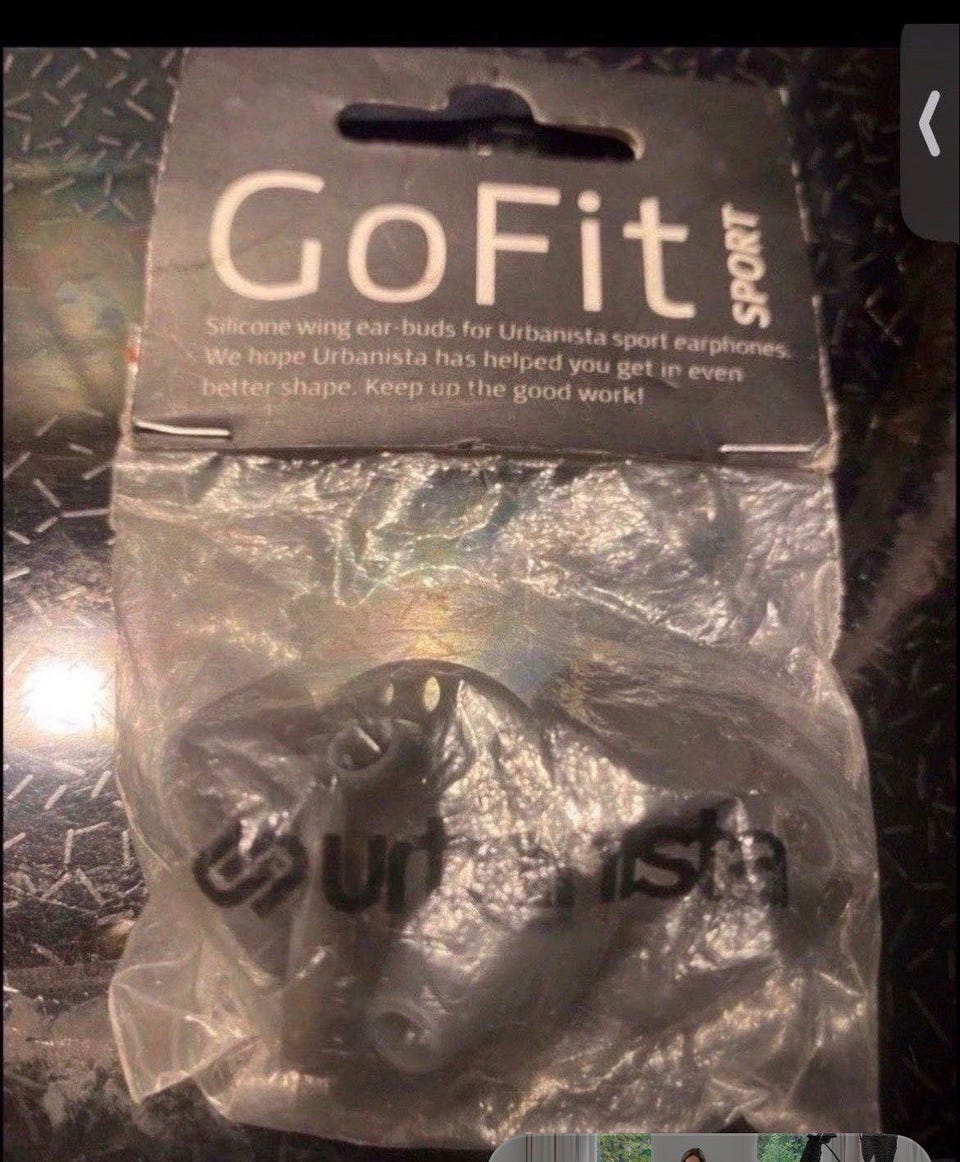 GoFit
SPORT
Silicone wing ear-buds for Urbanista sport earphones.
We hope Urbanista has helped you get in even
better shape. Keep up the good work!
urbanista